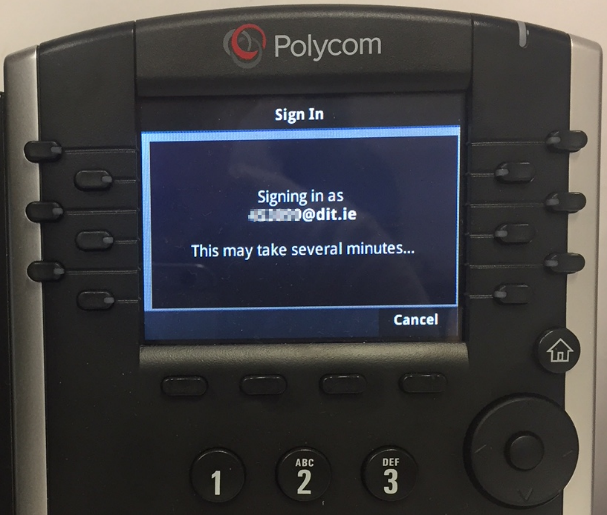 Polycom
Sign In
Signing in as
@dit.ie
This may take several minutes...
Cancel
1
ABC
2
DEF
3